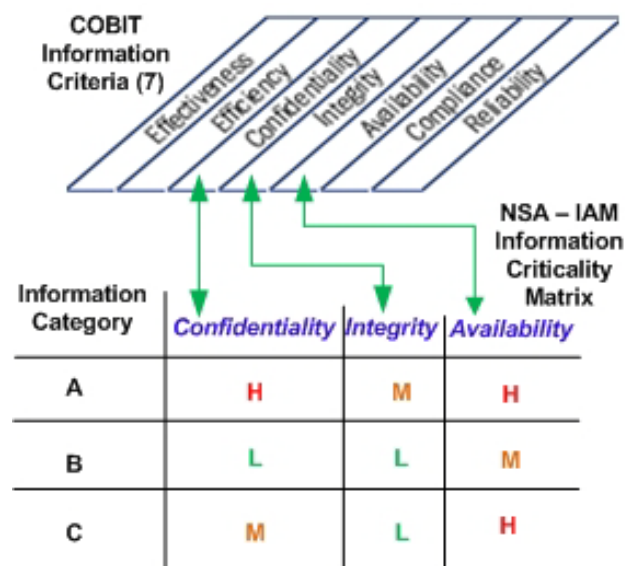 COBIT
Information
Criteria (7)
Effectiveness
Efficiency
Confidentiality
Integrity
Availability
Compliance
Reliability
NSA – IAM
Information
Criticality
Matrix
Information
Category
Confidentiality Integrity Availability
A H M H
B L L M
C M L H